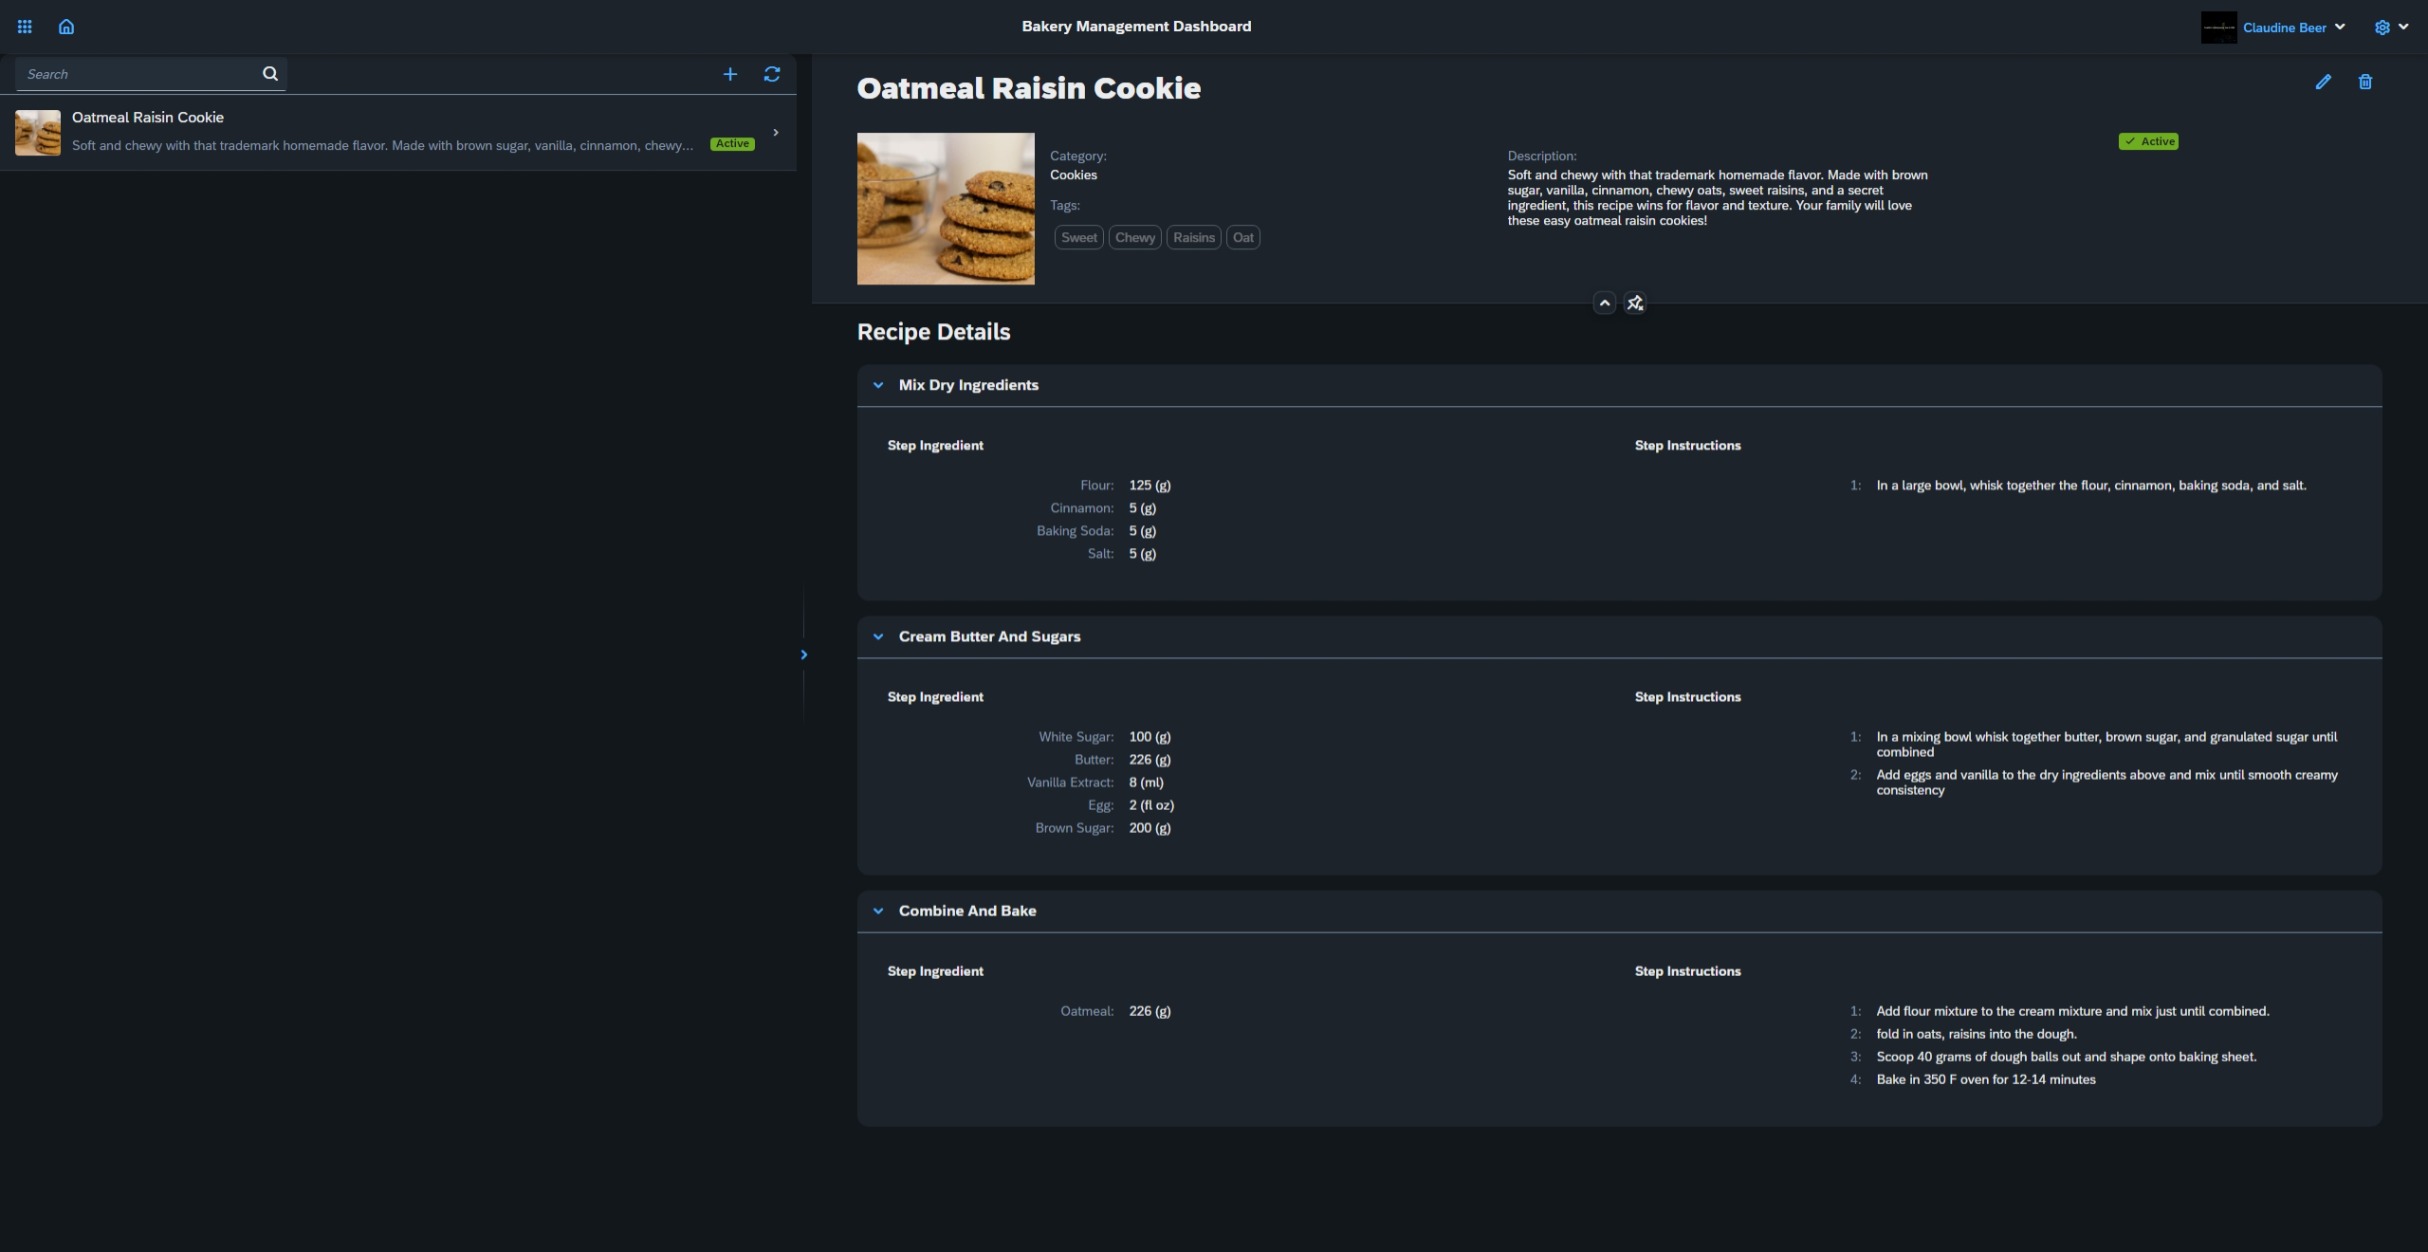 Bakery Management Dashboard
Claudine Beer
Search
Oatmeal Raisin Cookie
Soft and chewy with that trademark homemade flavor. Made with brown sugar, vanilla, cinnamon, chewy...
Active
Oatmeal Raisin Cookie
Category:
Cookies
Tags:
Sweet
Chewy
Raisins
Oat
Description:
Soft and chewy with that trademark homemade flavor. Made with brown
sugar, vanilla, cinnamon, chewy oats, sweet raisins, and a secret
ingredient, this recipe wins for flavor and texture. Your family will love
these easy oatmeal raisin cookies!
Active
Recipe Details
Mix Dry Ingredients
Step Ingredient
Flour: 125 (g)
Cinnamon: 5 (g)
Baking Soda: 5 (g)
Salt: 5 (g)
Step Instructions
1: In a large bowl, whisk together the flour, cinnamon, baking soda, and salt.
Cream Butter And Sugars
Step Ingredient
White Sugar: 100 (g)
Butter: 226 (g)
Vanilla Extract: 8 (ml)
Egg: 2 (fl oz)
Brown Sugar: 200 (g)
Step Instructions
1: In a mixing bowl whisk together butter, brown sugar, and granulated sugar until
combined
2: Add eggs and vanilla to the dry ingredients above and mix until smooth creamy
consistency
Combine And Bake
Step Ingredient
Oatmeal: 226 (g)
Step Instructions
1: Add flour mixture to the cream mixture and mix just until combined.
2: fold in oats, raisins into the dough.
3: Scoop 40 grams of dough balls out and shape onto baking sheet.
4: Bake in 350 F oven for 12-14 minutes